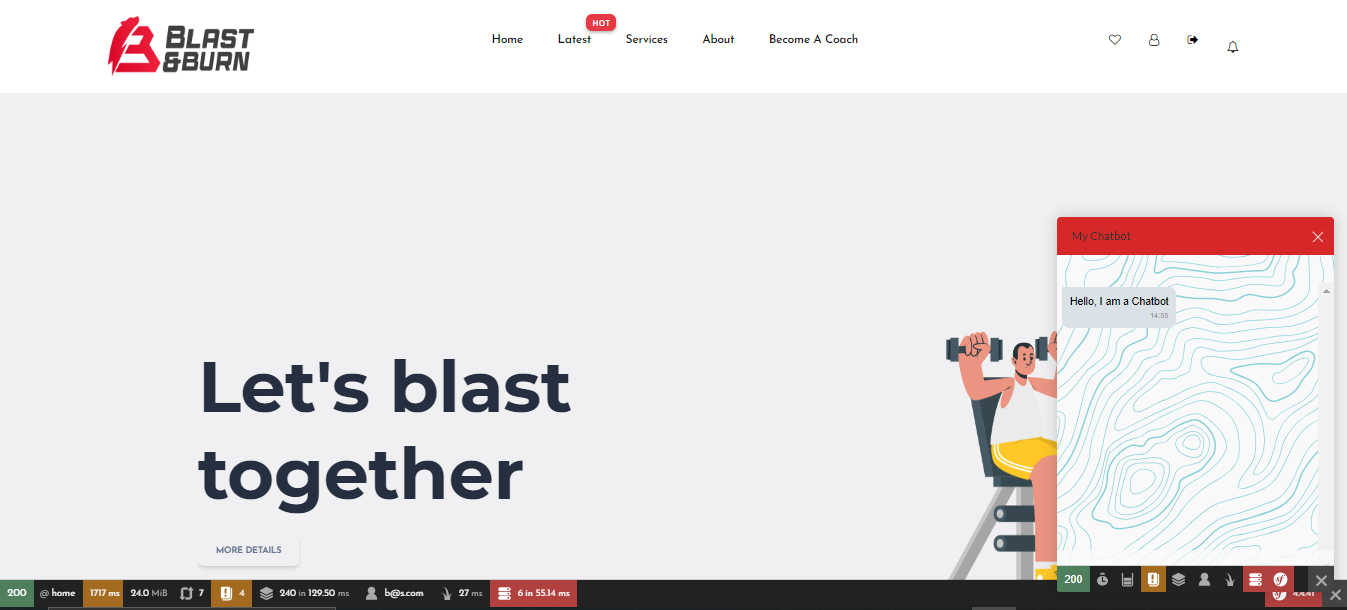 BLAST
&BURN
HOT
Home Latest Services About Become A Coach
My Chatbot
Hello, I am a Chatbot
14:55
Let's blast
together
MORE DETAILS
200
200 @ home 1717 ms 24.0 MiB 7 4 240 in 129.50 ms b@s.com 27 ms 6 in 55.14 ms 4.4.41